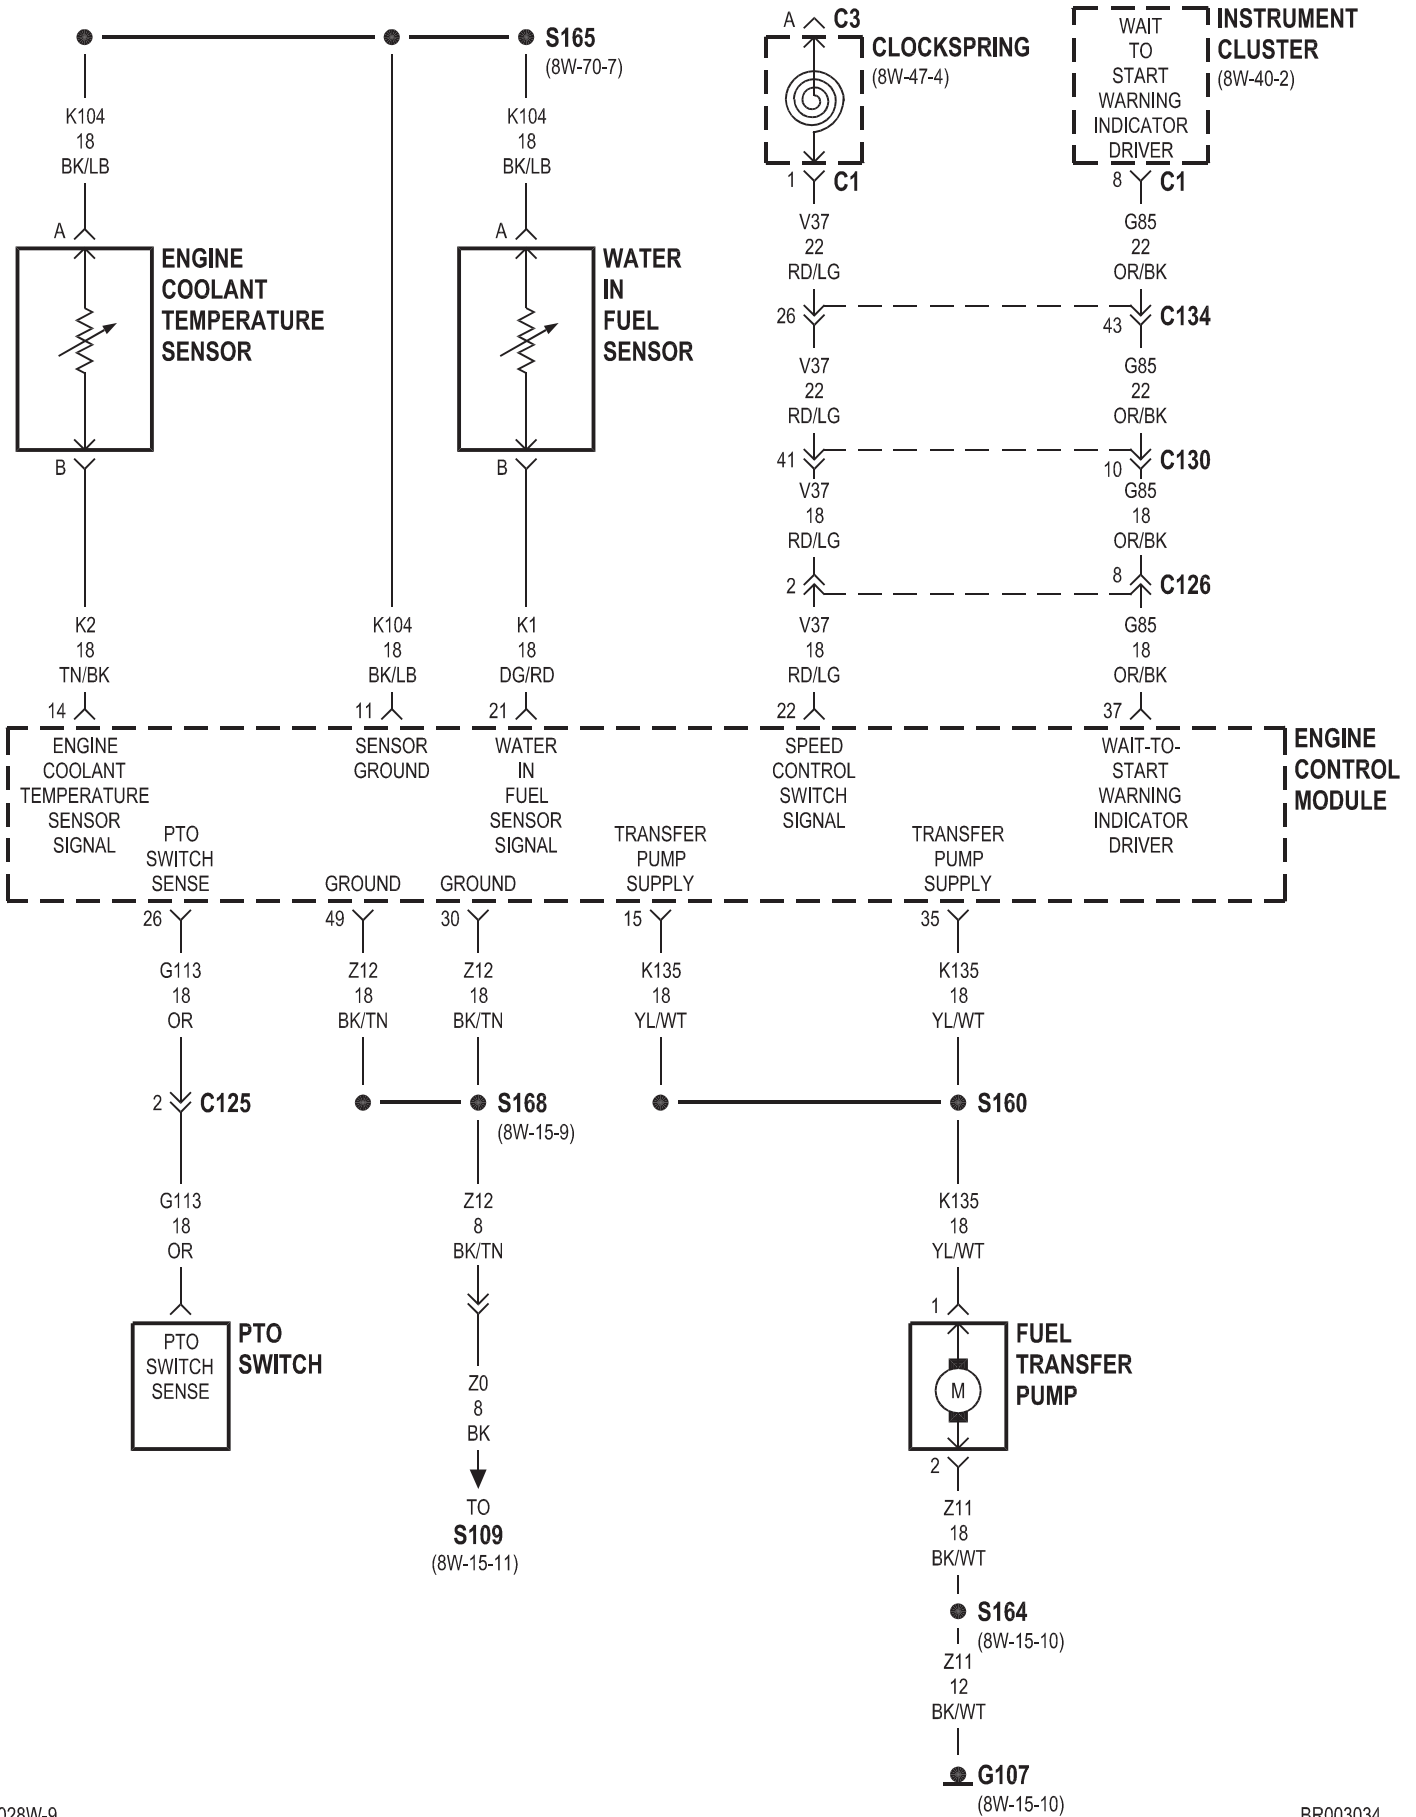 S165
(8W-70-7)
K104
18
BK/LB
K104
18
BK/LB
A
A
ENGINE
COOLANT
TEMPERATURE
SENSOR
WATER
IN
FUEL
SENSOR
B
B
K2
18
TN/BK
K104
18
BK/LB
K1
18
DG/RD
14
11
21
A
C3
CLOCKSPRING
(8W-47-4)
1
C1
V37
22
RD/LG
26
V37
22
RD/LG
41
V37
18
RD/LG
2
V37
18
RD/LG
22
WAIT
TO
START
WARNING
INDICATOR
DRIVER
INSTRUMENT
CLUSTER
(8W-40-2)
8
C1
G85
22
OR/BK
43
C134
G85
22
OR/BK
10
C130
G85
18
OR/BK
8
C126
G85
18
OR/BK
37
ENGINE
COOLANT
TEMPERATURE
SENSOR
SIGNAL
SENSOR
GROUND
WATER
IN
FUEL
SENSOR
SIGNAL
SPEED
CONTROL
SWITCH
SIGNAL
WAIT-TO-
START
WARNING
INDICATOR
DRIVER
ENGINE
CONTROL
MODULE
PTO
SWITCH
SENSE
GROUND
GROUND
TRANSFER
PUMP
SUPPLY
TRANSFER
PUMP
SUPPLY
26
49
30
15
35
G113
18
OR
Z12
18
BK/TN
Z12
18
BK/TN
K135
18
YL/WT
K135
18
YL/WT
2
C125
S168
(8W-15-9)
S160
G113
18
OR
Z12
8
BK/TN
K135
18
YL/WT
PTO
SWITCH
SENSE
PTO
SWITCH
Z0
8
BK
TO
S109
(8W-15-11)
1
M
FUEL
TRANSFER
PUMP
2
Z11
18
BK/WT
S164
(8W-15-10)
Z11
12
BK/WT
G107
(8W-15-10)
028W-9
BR003034